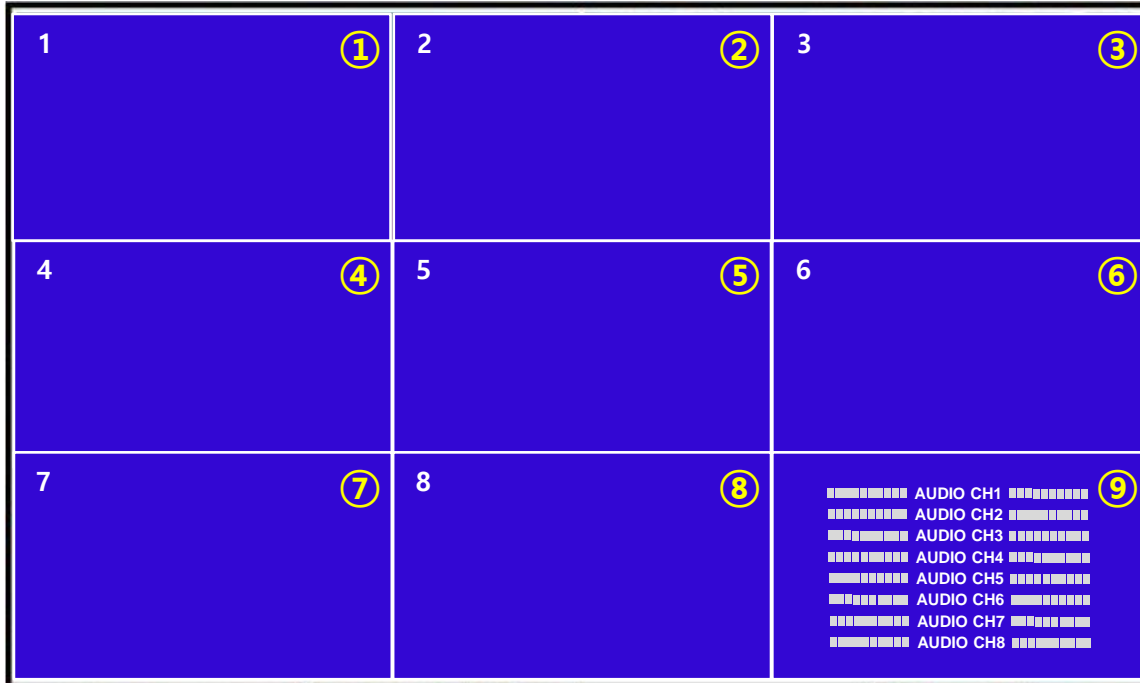 1 ① 2 ② 3 ③
4 ④ 5 ⑤ 6 ⑥
7 ⑦ 8 ⑧ ⑨
AUDIO CH1
AUDIO CH2
AUDIO CH3
AUDIO CH4
AUDIO CH5
AUDIO CH6
AUDIO CH7
AUDIO CH8